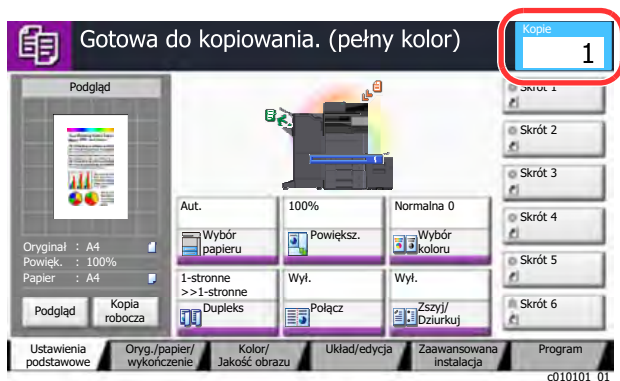 Gotowa do kopiowania. (pełny kolor)
Kopie
1
Podgląd
Oryginał : A4
Powięk. : 100%
Papier : A4
Podgląd
Kopia
robocza
Aut.
Wybór
papieru
100%
Powiększ.
Normalna 0
Wybór
koloru
1-stronne
>>1-stronne
Dupleks
Wył.
Połącz
Wył.
Zszyj/
Dziurkuj
Skrót 1
Skrót 2
Skrót 3
Skrót 4
Skrót 5
Skrót 6
Ustawienia
podstawowe
Oryg./papier/
wykończenie
Kolor/
Jakość obrazu
Układ/edycja
Zaawansowana
instalacja
Program
c010101_01